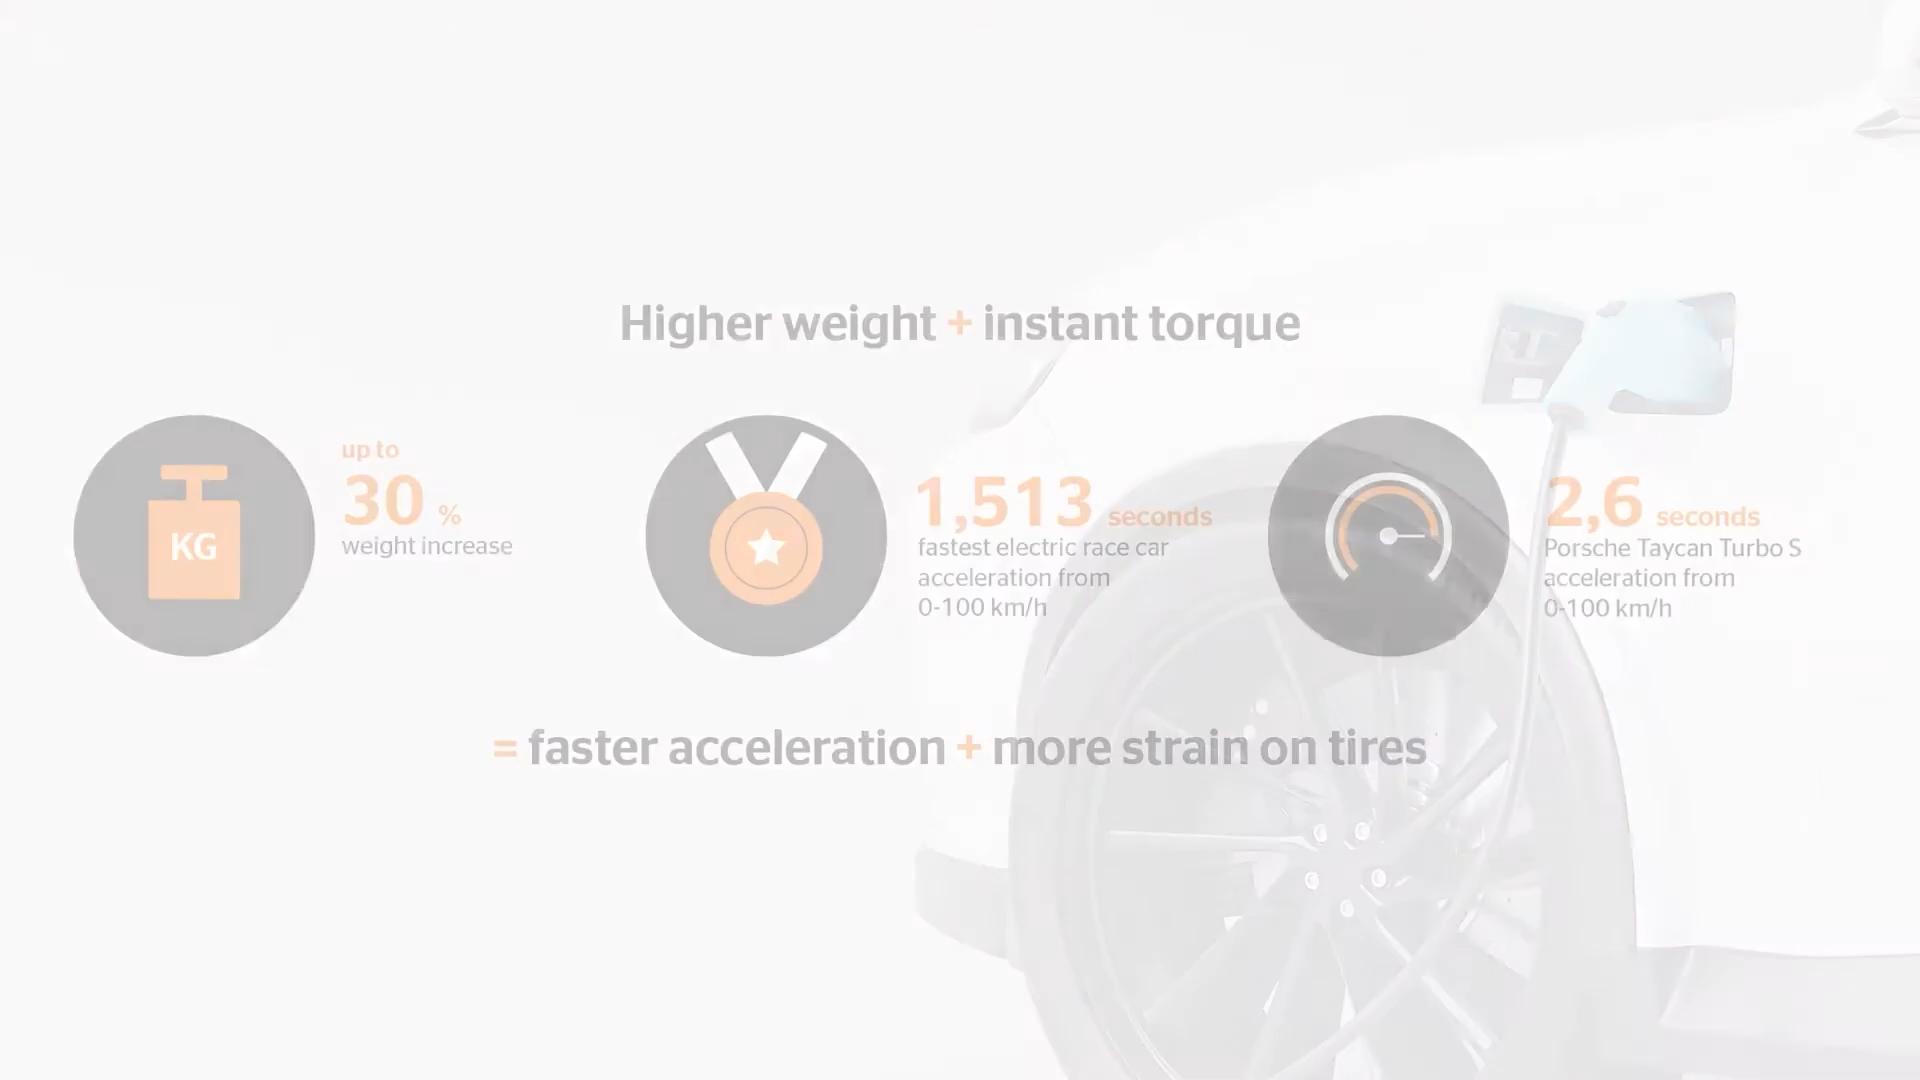 Higher weight + instant torque
KG
up to
30 %
weight increase
1,513 seconds
fastest electric race car
acceleration from
0-100 km/h
2,6 seconds
Porsche Taycan Turbo S
acceleration from
0-100 km/h
= faster acceleration + more strain on tires